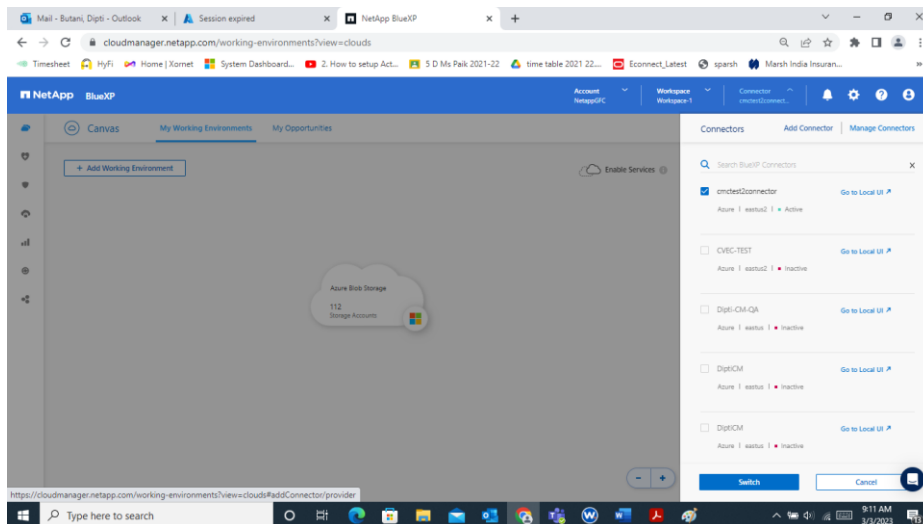 Mail - Butani, Dipti - Outlook
Session expired
NetApp BlueXP
cloudmanager.netapp.com/working-environments?view=clouds
Timesheet
HyFi
Home | Xornet
System Dashboard...
2. How to setup Act...
5 D Ms Paik 2021-22
time table 2021 22....
Econnect_Latest
sparsh
Marsh India Insuran...
NetApp BlueXP
Account
NetappGFC
Workspace
Workspace-1
Connector
cmctest2connect...
Canvas
My Working Environments
My Opportunities
Connectors
Add Connector
Manage Connectors
+ Add Working Environment
Enable Services
Search BlueXP Connectors
cmctest2connector
Go to Local UI
Azure | eastus2 | Active
CVEC-TEST
Go to Local UI
Azure | eastus2 | Inactive
Azure Blob Storage
112
Storage Accounts
Dipti-CM-QA
Go to Local UI
Azure | eastus | Inactive
DiptiCM
Go to Local UI
Azure | eastus | Inactive
DiptiCM
Go to Local UI
Azure | eastus | Inactive
Switch
Cancel
https://cloudmanager.netapp.com/working-environments?view=clouds#addConnector/provider
Type here to search
9:11 AM
3/3/2023